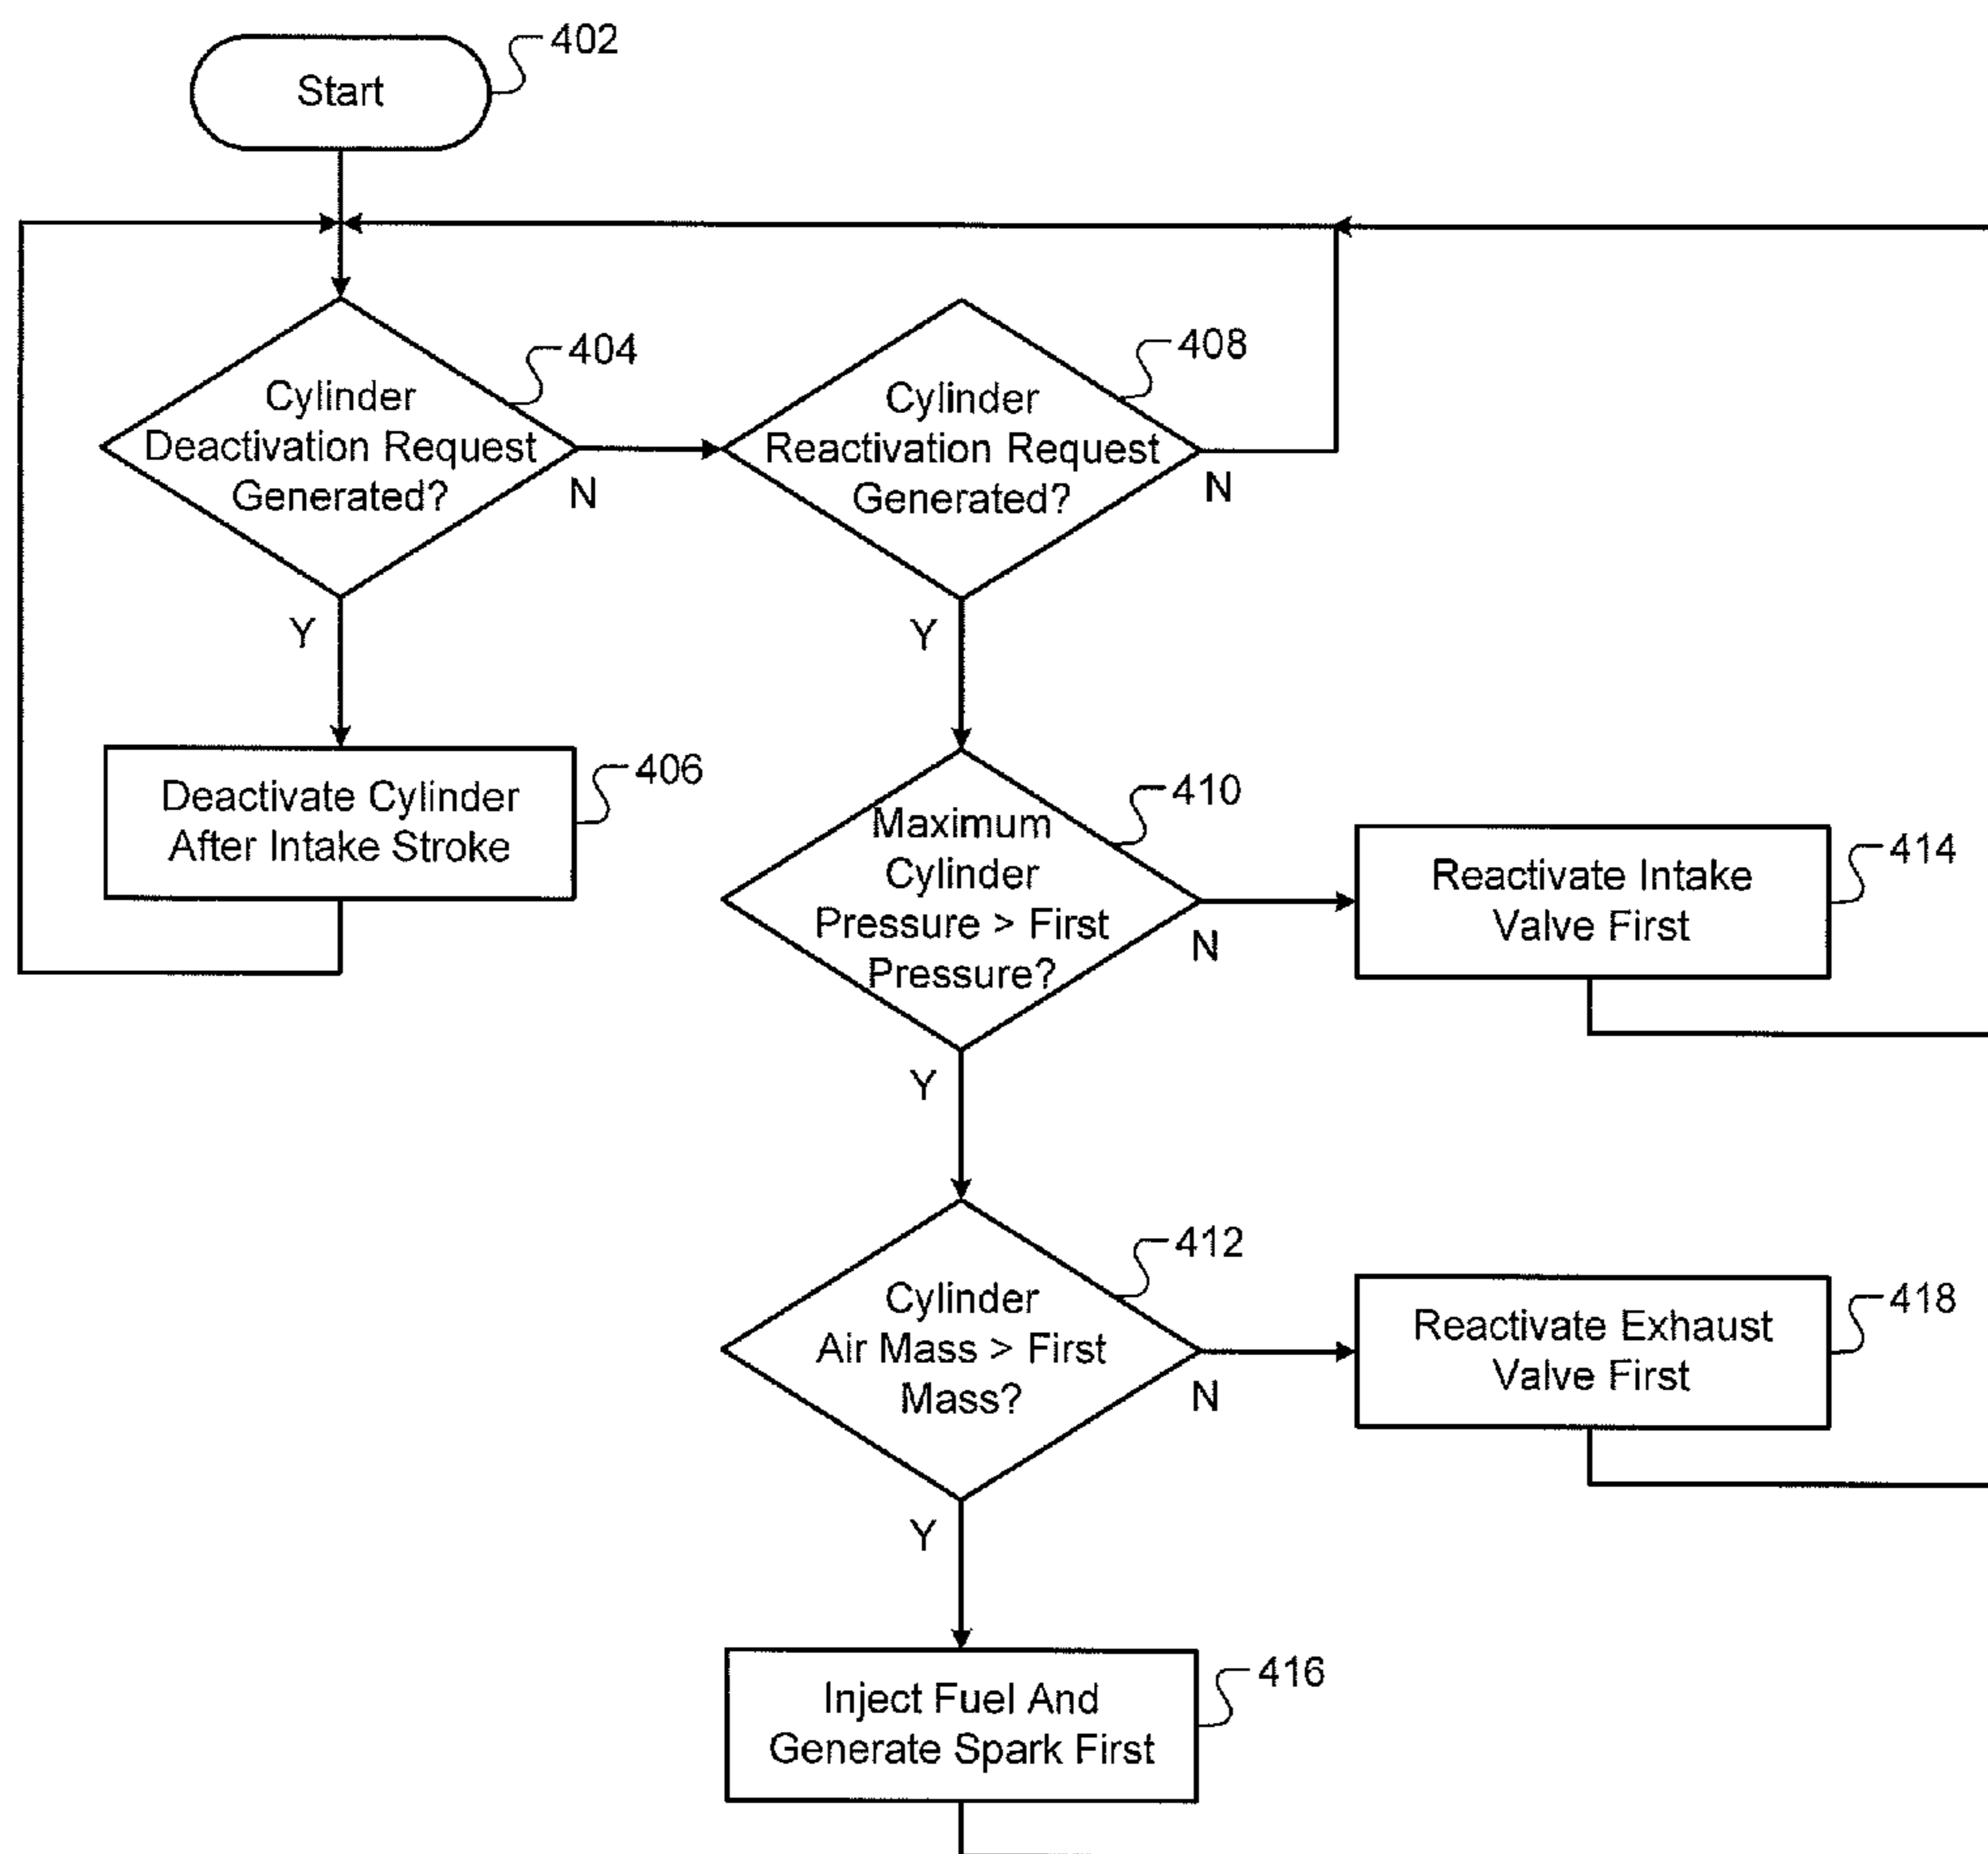 402
Start
404
Cylinder
Deactivation Request
Generated?
N
Y
408
Cylinder
Reactivation Request
Generated?
N
Y
406
Deactivate Cylinder
After Intake Stroke
410
Maximum
Cylinder
Pressure > First
Pressure?
N
Y
414
Reactivate Intake
Valve First
412
Cylinder
Air Mass > First
Mass?
N
Y
418
Reactivate Exhaust
Valve First
416
Inject Fuel And
Generate Spark First